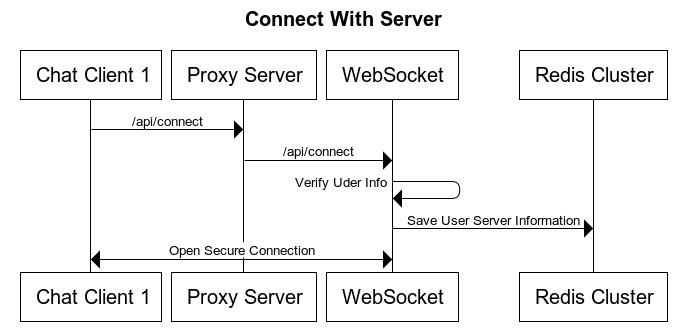 Connect With Server
Chat Client 1
Proxy Server
WebSocket
Redis Cluster
/api/connect
/api/connect
Verify Uder Info
Save User Server Information
Open Secure Connection
Chat Client 1
Proxy Server
WebSocket
Redis Cluster